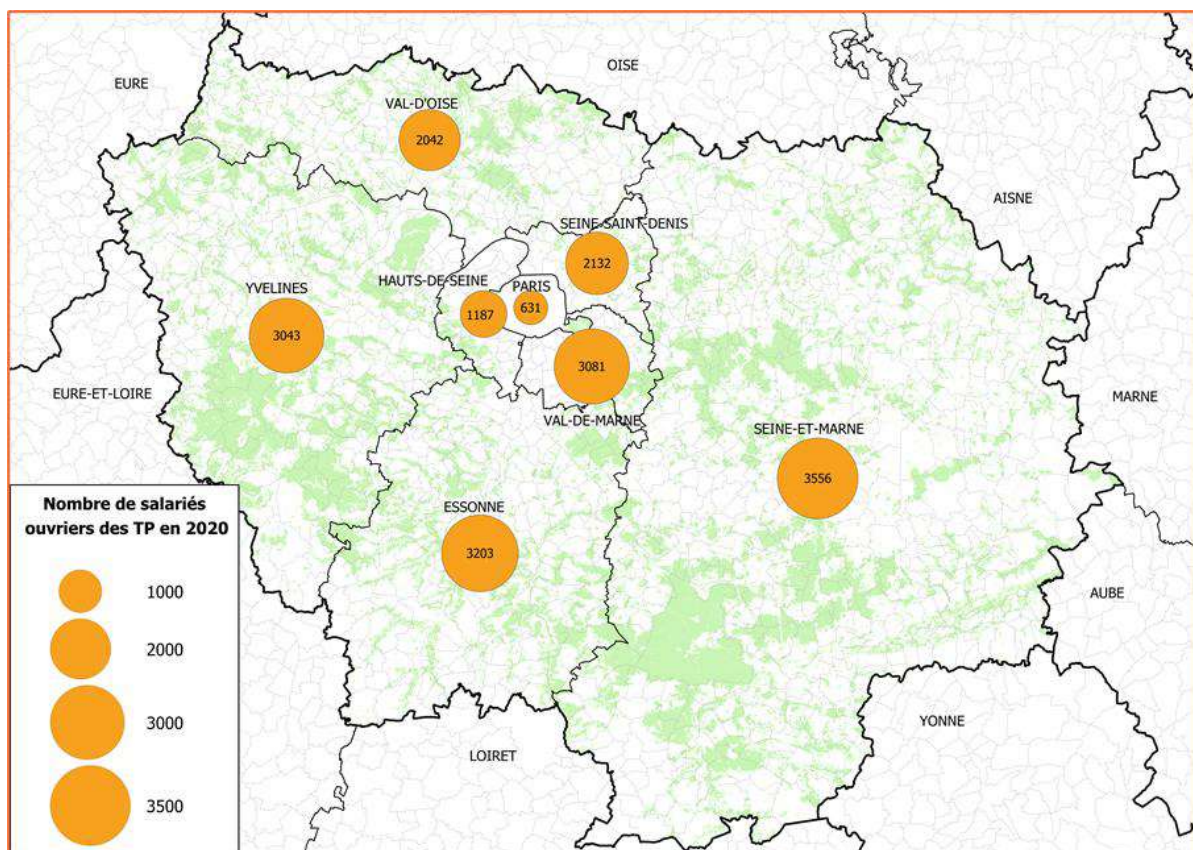 OISE
EURE
VAL-D'OISE
2042
AISNE
SEINE-SAINT-DENIS
2132
HAUTS-DE-SEINE
PARIS
YVELINES
1187
631
3043
3081
EURE-ET-LOIRE
MARNE
VAL-DE-MARNE
SEINE-ET-MARNE
3556
ESSONNE
3203
Nombre de salariés
ouvriers des TP en 2020
1000
2000
3000
3500
AUBE
YONNE
LOIRET